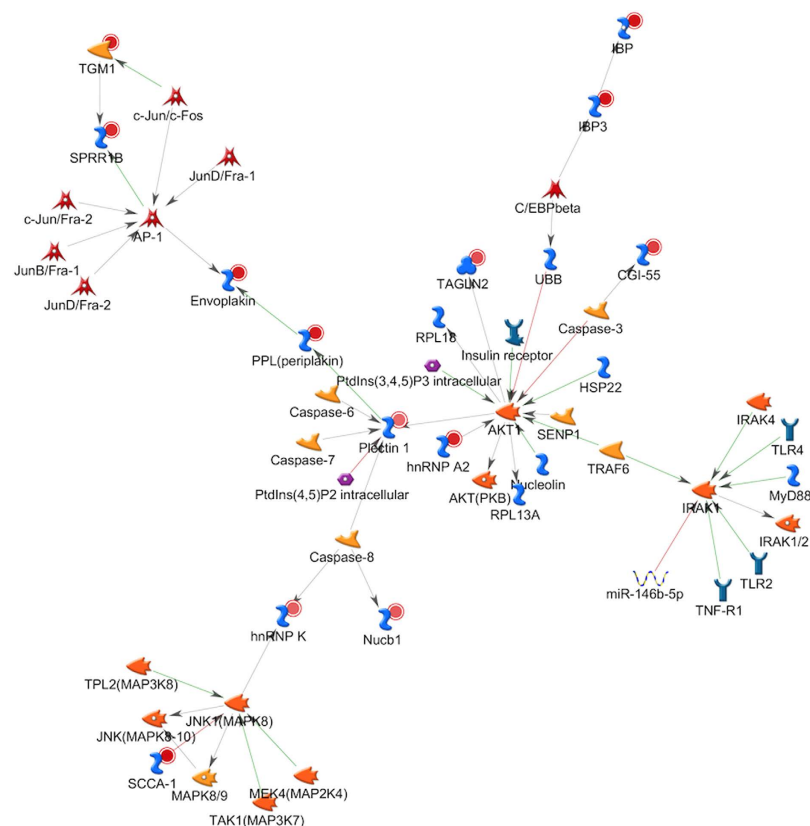 IBP
TGM1
c-Jun/c-Fos
IBP3
SPRR1B
JunD/Fra-1
c-Jun/Fra-2
C/EBPbeta
AP-1
JunB/Fra-1
UBB
CGI-55
TAGLN2
JunD/Fra-2
Envoplakin
Caspase-3
RPL18
Insulin receptor
PPL(periplakin)
PtdIns(3,4,5)P3 intracellular
HSP22
Caspase-6
IRAK4
AKT1
SENP1
Plectin 1
TLR4
Caspase-7
hnRNP A2
TRAF6
Nucleolin
MyD88
PtdIns(4,5)P2 intracellular
AKT(PKB)
RPL13A
IRAK1
IRAK1/2
Caspase-8
TLR2
miR-146b-5p
TNF-R1
hnRNP K
Nucb1
TPL2(MAP3K8)
JNK1(MAPK8)
JNK(MAPK8-10)
SCCA-1
MAPK8/9
MEK4(MAP2K4)
TAK1(MAP3K7)